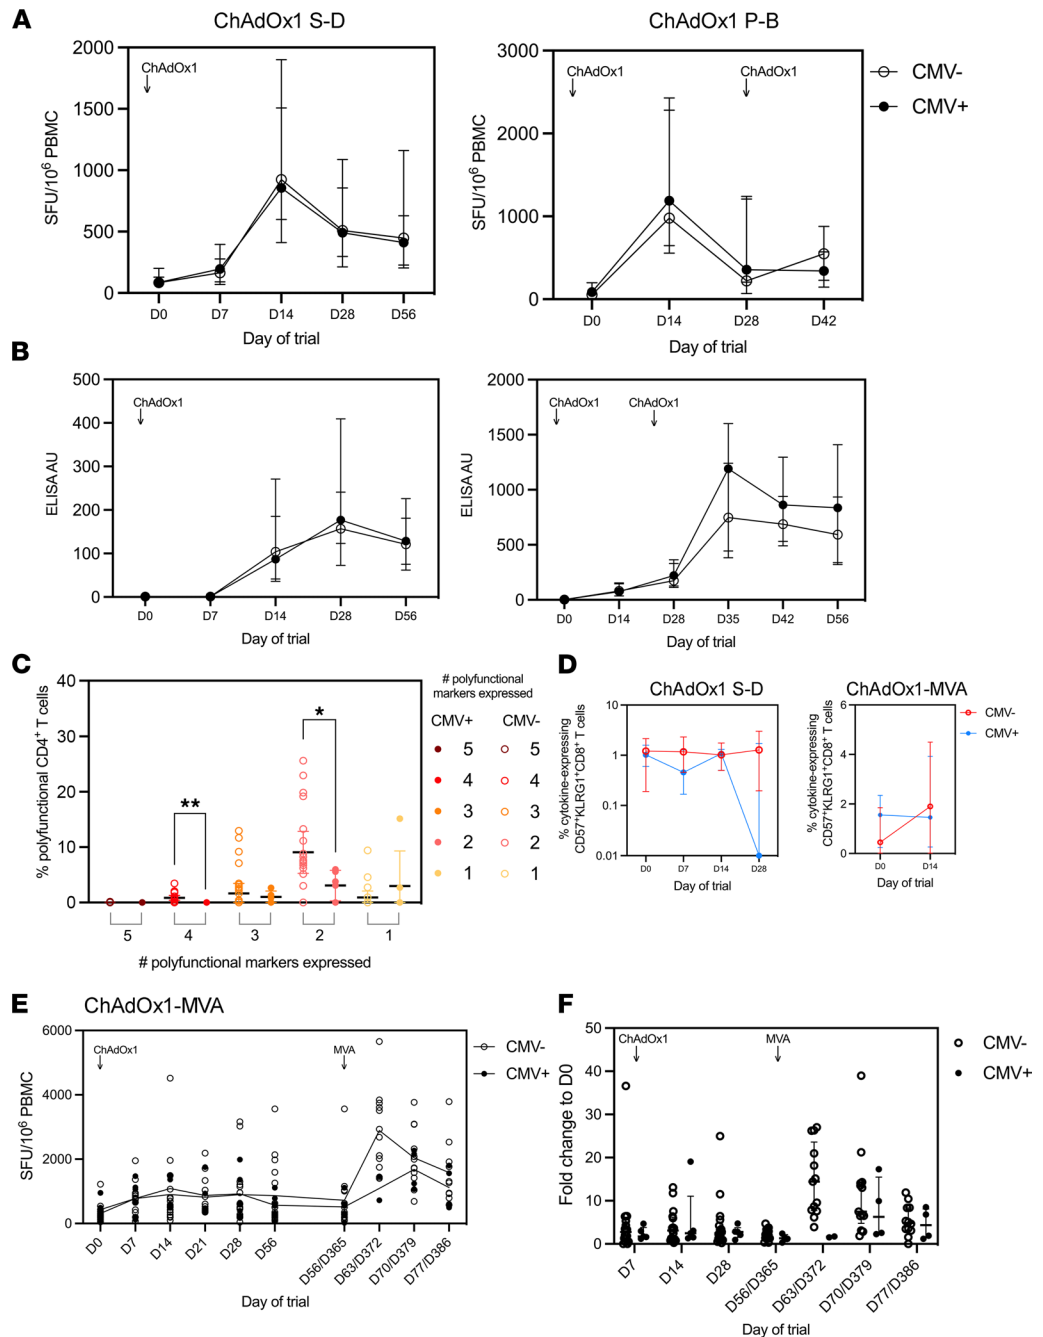 A
ChAdOx1 S-D
ChAdOx1 P-B
SFU/10⁶ PBMC
2000
1500
1000
500
0
ChAdOx1
D0 D7 D14 D28 D56
Day of trial
SFU/10⁶ PBMC
3000
2000
1000
0
ChAdOx1
ChAdOx1
D0 D14 D28 D42
Day of trial
CMV-
CMV+
B
ELISA AU
500
400
300
200
100
0
ChAdOx1
D0 D7 D14 D28 D56
Day of trial
ELISA AU
2000
1500
1000
500
0
ChAdOx1
ChAdOx1
D0 D14 D28 D35 D42 D56
Day of trial
C
% polyfunctional CD4⁺ T cells
40
30
20
10
0
**
*
5 4 3 2 1
# polyfunctional markers expressed
# polyfunctional
markers expressed
CMV+ CMV-
5 5
4 4
3 3
2 2
1 1
D
ChAdOx1 S-D
% cytokine-expressing
CD57⁺KLRG1⁺CD8⁺ T cells
10
1
0.1
0.01
D0 D7 D14 D28
Day of trial
ChAdOx1-MVA
% cytokine-expressing
CD57⁺KLRG1⁺CD8⁺ T cells
6
4
2
0
D0 D14
Day of trial
CMV-
CMV+
E
ChAdOx1-MVA
SFU/10⁶ PBMC
6000
4000
2000
0
ChAdOx1
MVA
D0 D7 D14 D21 D28 D56 D56/D365 D63/D372 D70/D379 D77/D386
Day of trial
CMV-
CMV+
F
Fold change to D0
50
40
30
20
10
0
ChAdOx1
MVA
D7 D14 D28 D56/D365 D63/D372 D70/D379 D77/D386
Day of trial
CMV-
CMV+